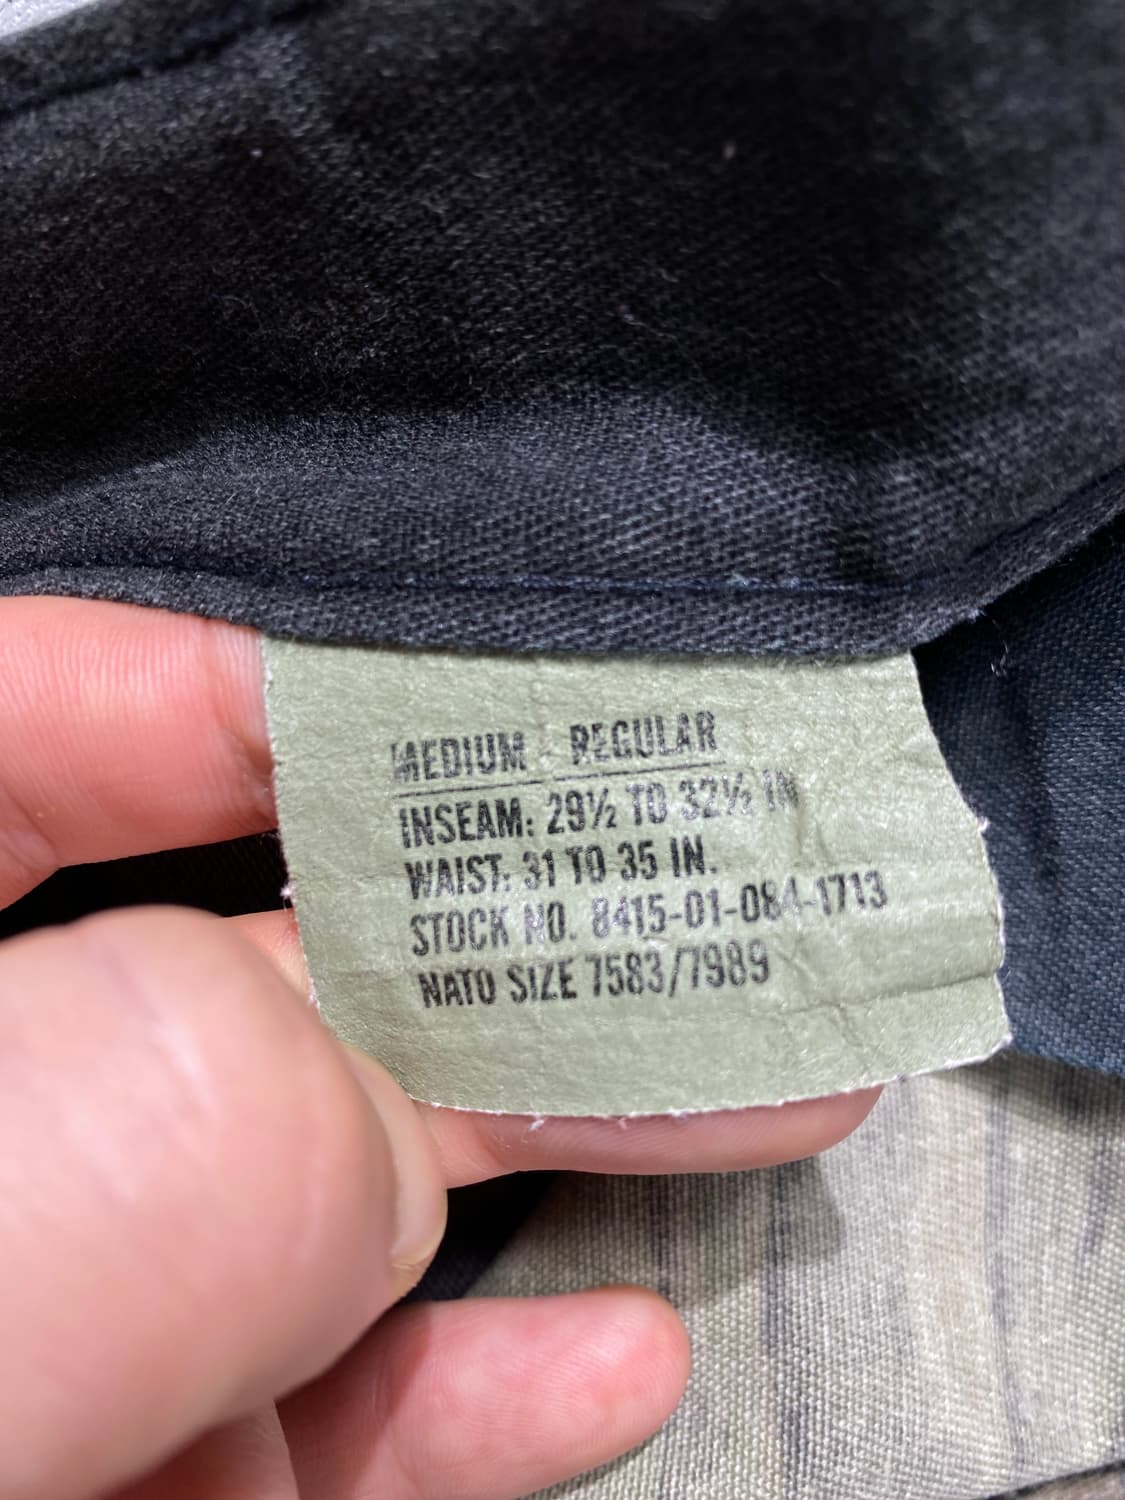 MEDIUM - REGULAR
INSEAM: 29½ TO 32½ IN
WAIST: 31 TO 35 IN.
STOCK NO. 8415-01-084-1713
NATO SIZE 7583/7989